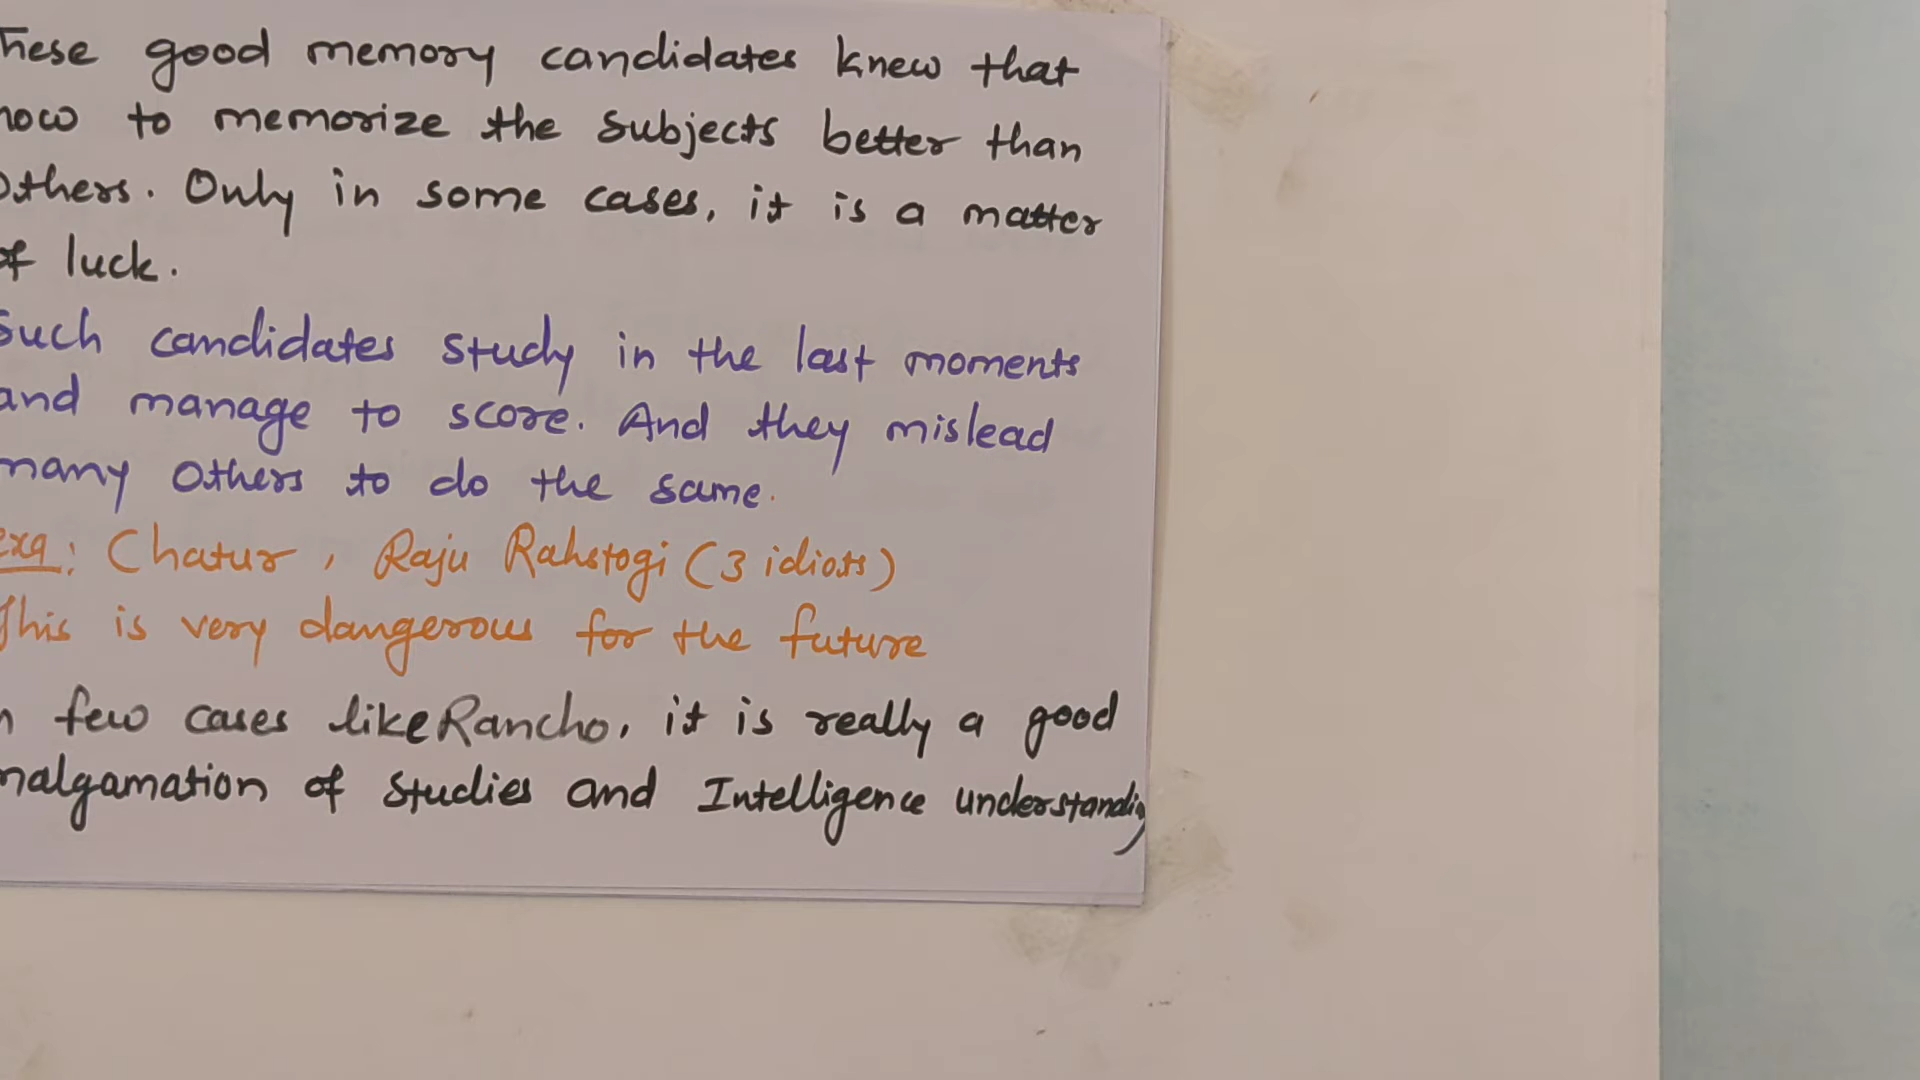 These good memory candidates knew that
how to memorize the subjects better than
Others. Only in some cases, it is a matter
of luck.
Such candidates study in the last moments
and manage to score. And they mislead
many Others to do the same.
exa: Chatur, Raju Rahstogi (3 idiots)
This is very dangerous for the future
n few cases like Rancho, it is really a good
malgamation of Studies and Intelligence understanding